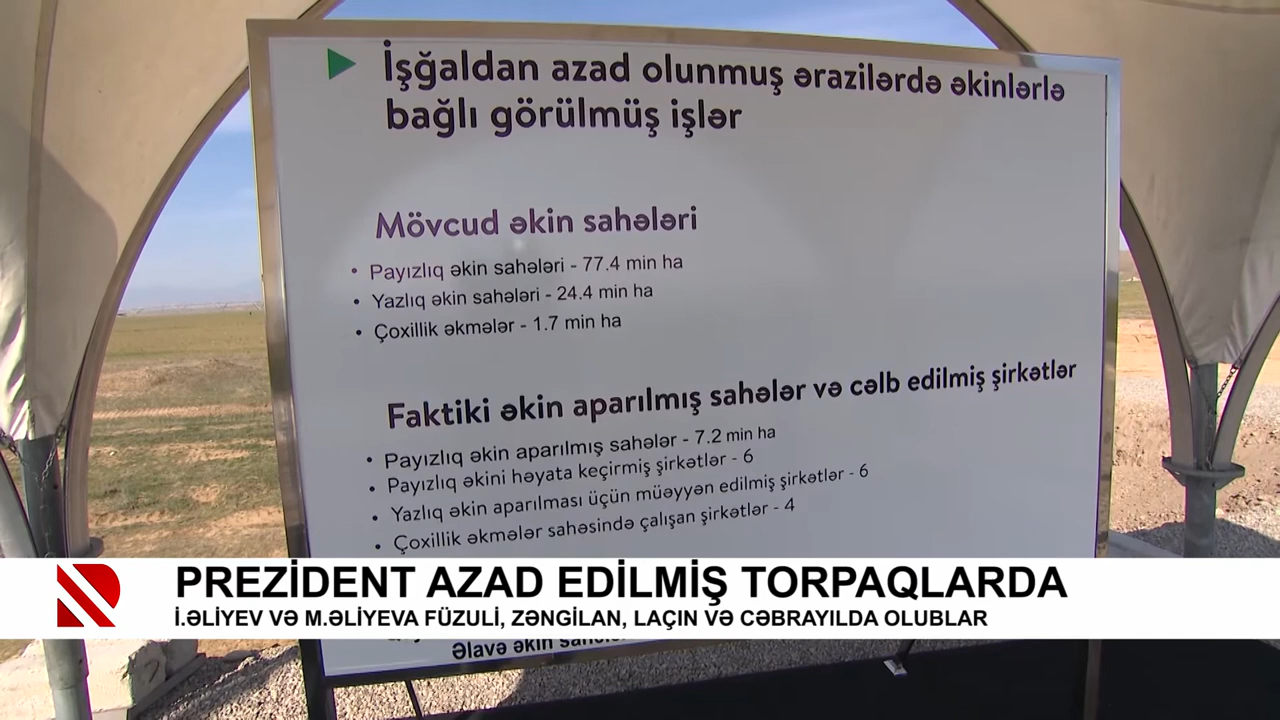 İşğaldan azad olunmuş ərazilərdə əkinlərlə
bağlı görülmüş işlər
Mövcud əkin sahələri
• Payızlıq əkin sahələri - 77.4 min ha
• Yazlıq əkin sahələri - 24.4 min ha
• Çoxillik əkmələr - 1.7 min ha
Faktiki əkin aparılmış sahələr və cəlb edilmiş şirkətlər
• Payızlıq əkin aparılmış sahələr - 7.2 min ha
• Payızlıq əkini həyata keçirmiş şirkətlər - 6
• Yazlıq əkin aparılması üçün müəyyən edilmiş şirkətlər - 6
• Çoxillik əkmələr sahəsində çalışan şirkətlər - 4
PREZİDENT AZAD EDİLMİŞ TORPAQLARDA
İ.ƏLİYEV VƏ M.ƏLİYEVA FÜZULİ, ZƏNGİLAN, LAÇIN VƏ CƏBRAYILDA OLUBLAR
Əlavə əkin